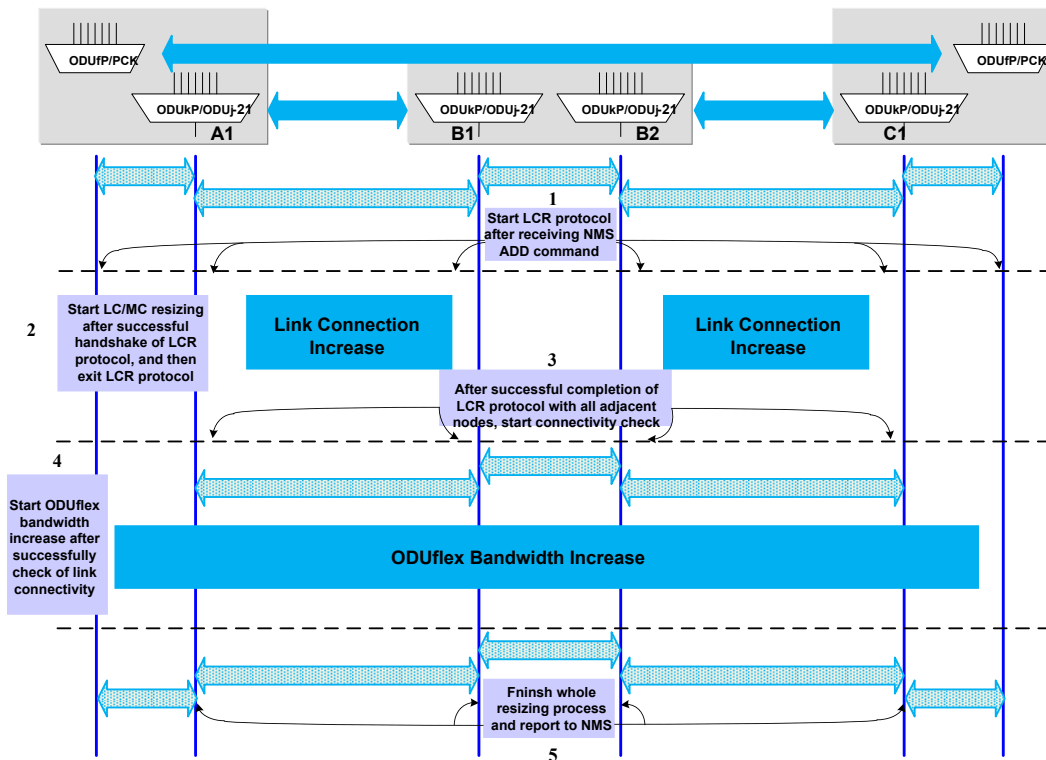 ODUfP/PCK
ODUfP/PCK
ODUkP/ODUj-21
ODUkP/ODUj-21
ODUkP/ODUj-21
ODUkP/ODUj-21
A1
B1
B2
C1
1
Start LCR protocol
after receiving NMS
ADD command
2
Start LC/MC resizing
after successful
handshake of LCR
protocol, and then
exit LCR protocol
Link Connection
Increase
Link Connection
Increase
3
After successful completion of
LCR protocol with all adjacent
nodes, start connectivity check
4
Start ODUflex
bandwidth
increase after
successfully
check of link
connectivity
ODUflex Bandwidth Increase
Fninsh whole
resizing process
and report to NMS
5